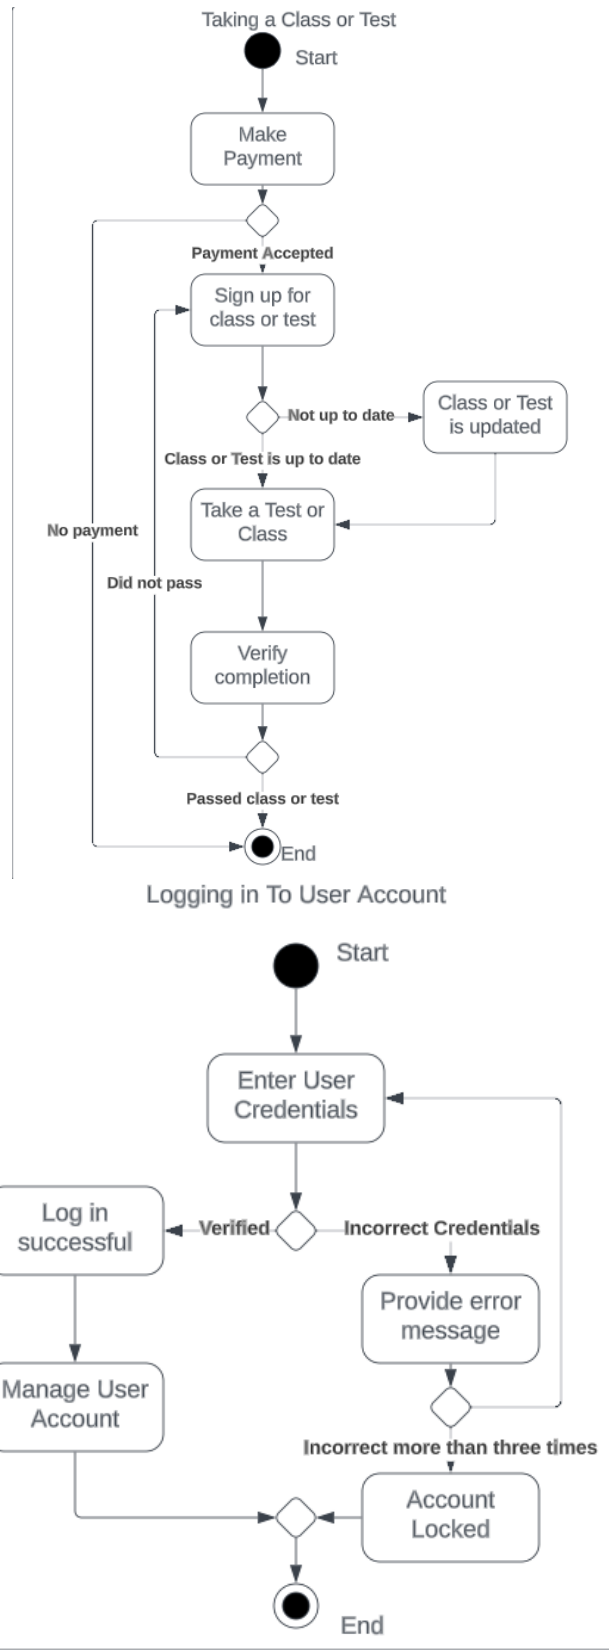 Taking a Class or Test
Start
Make
Payment
Payment Accepted
Sign up for
class or test
Not up to date
Class or Test
is updated
Class or Test is up to date
Take a Test or
Class
No payment
Did not pass
Verify
completion
Passed class or test
End
Logging in To User Account
Start
Enter User
Credentials
Log in
successful
Verified
Incorrect Credentials
Provide error
message
Manage User
Account
Incorrect more than three times
Account
Locked
End